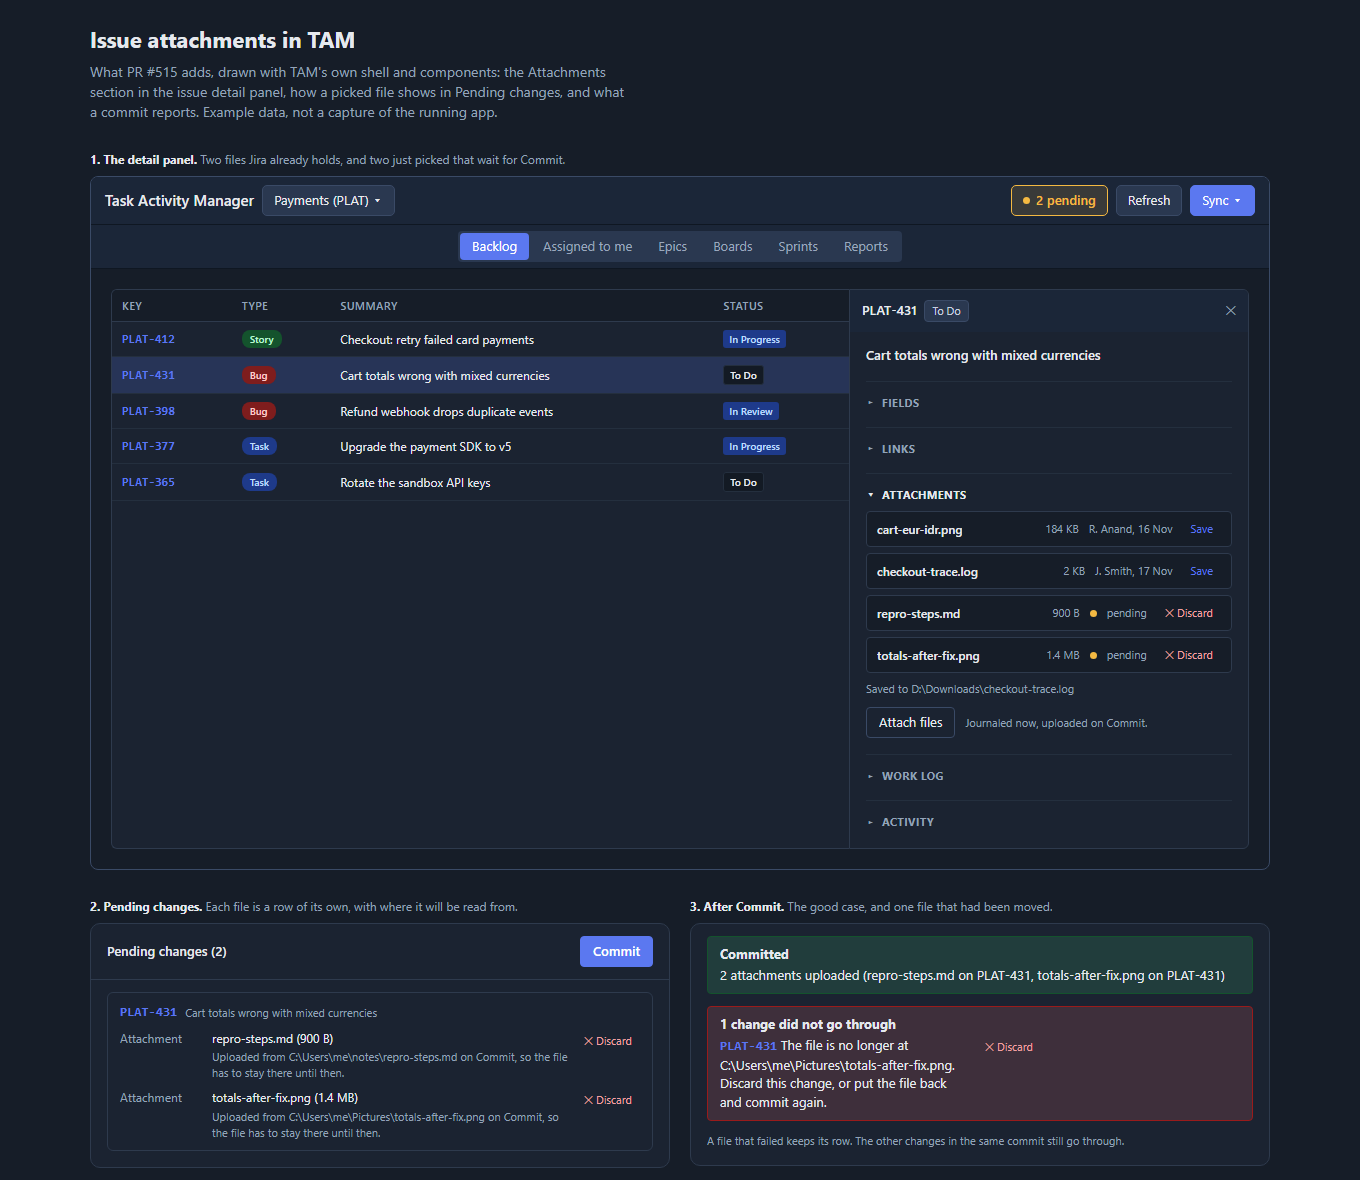 Issue attachments in TAM
What PR #515 adds, drawn with TAM's own shell and components: the Attachments
section in the issue detail panel, how a picked file shows in Pending changes, and what
a commit reports. Example data, not a capture of the running app.
1. The detail panel. Two files Jira already holds, and two just picked that wait for Commit.
Task Activity Manager Payments (PLAT) 2 pending Refresh Sync
Backlog Assigned to me Epics Boards Sprints Reports
KEY TYPE SUMMARY STATUS
PLAT-412 Story Checkout: retry failed card payments In Progress
PLAT-431 Bug Cart totals wrong with mixed currencies To Do
PLAT-398 Bug Refund webhook drops duplicate events In Review
PLAT-377 Task Upgrade the payment SDK to v5 In Progress
PLAT-365 Task Rotate the sandbox API keys To Do
PLAT-431 To Do
Cart totals wrong with mixed currencies
FIELDS
LINKS
ATTACHMENTS
cart-eur-idr.png 184 KB R. Anand, 16 Nov Save
checkout-trace.log 2 KB J. Smith, 17 Nov Save
repro-steps.md 900 B pending Discard
totals-after-fix.png 1.4 MB pending Discard
Saved to D:\Downloads\checkout-trace.log
Attach files Journaled now, uploaded on Commit.
WORK LOG
ACTIVITY
2. Pending changes. Each file is a row of its own, with where it will be read from.
Pending changes (2) Commit
PLAT-431 Cart totals wrong with mixed currencies
Attachment repro-steps.md (900 B) Discard
Uploaded from C:\Users\me\notes\repro-steps.md on Commit, so the file
has to stay there until then.
Attachment totals-after-fix.png (1.4 MB) Discard
Uploaded from C:\Users\me\Pictures\totals-after-fix.png on Commit, so
the file has to stay there until then.
3. After Commit. The good case, and one file that had been moved.
Committed
2 attachments uploaded (repro-steps.md on PLAT-431, totals-after-fix.png on PLAT-431)
1 change did not go through
PLAT-431 The file is no longer at Discard
C:\Users\me\Pictures\totals-after-fix.png.
Discard this change, or put the file back
and commit again.
A file that failed keeps its row. The other changes in the same commit still go through.